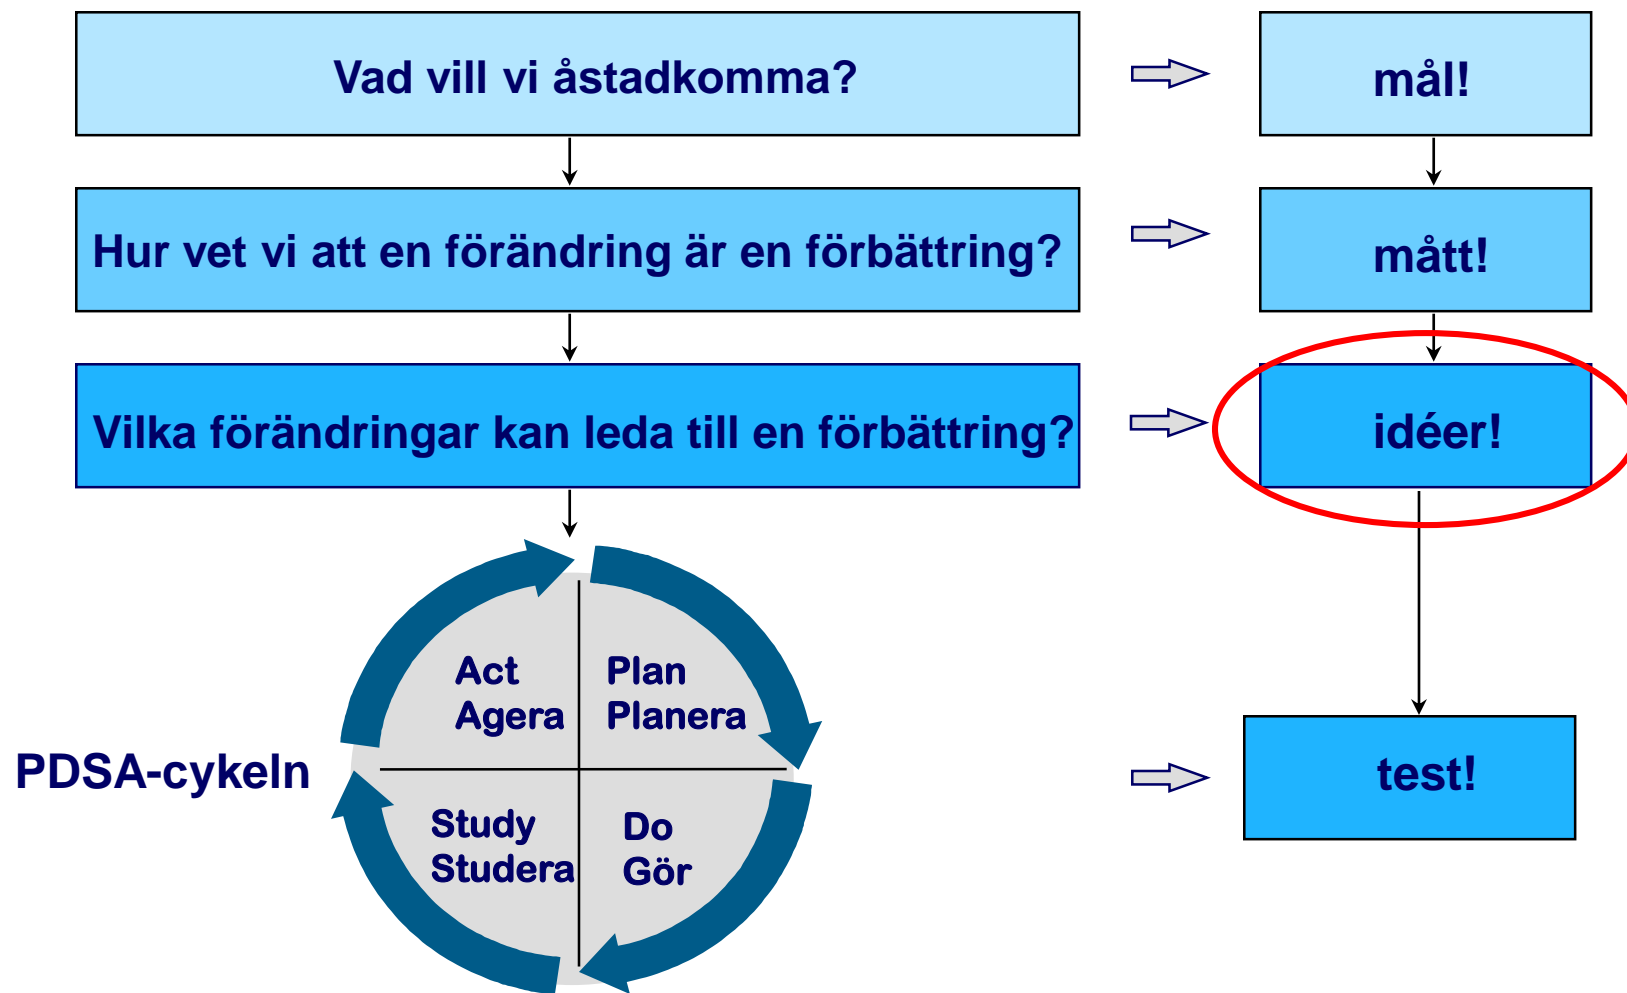 Vad vill vi åstadkomma?
mål!
Hur vet vi att en förändring är en förbättring?
mått!
Vilka förändringar kan leda till en förbättring?
idéer!
Act
Agera
Plan
Planera
PDSA-cykeln
Study
Studera
Do
Gör
test!